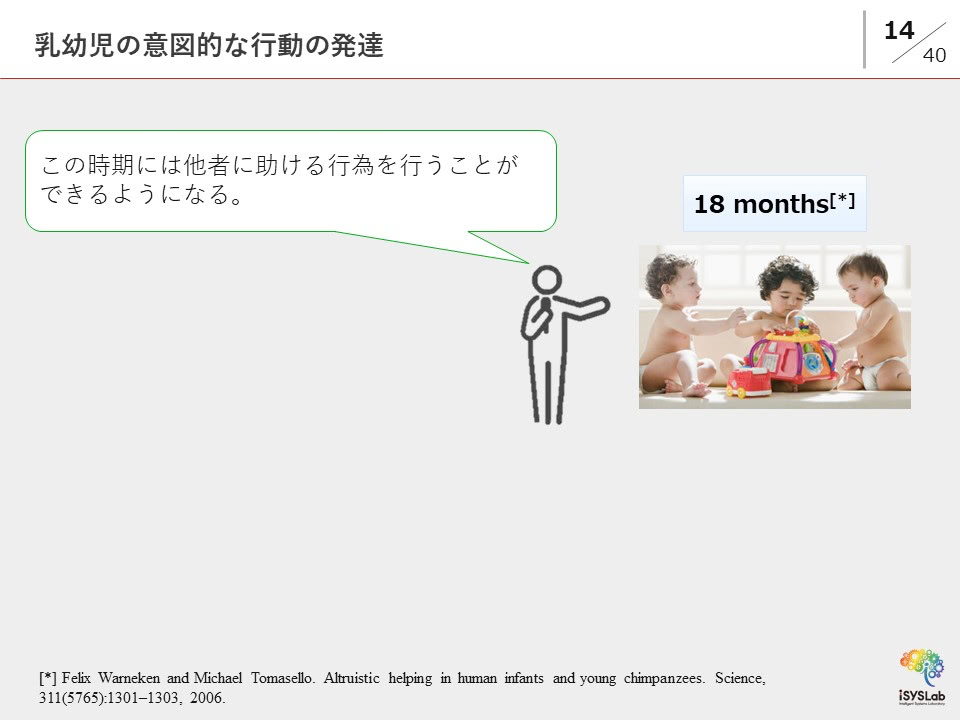 乳幼児の意図的な行動の発達
14
40
この時期には他者に助ける行為を行うことが
できるようになる。
18 months[*]
[*] Felix Warneken and Michael Tomasello. Altruistic helping in human infants and young chimpanzees. Science,
311(5765):1301–1303, 2006.
iSYSLab
Intelligent Systems Laboratory